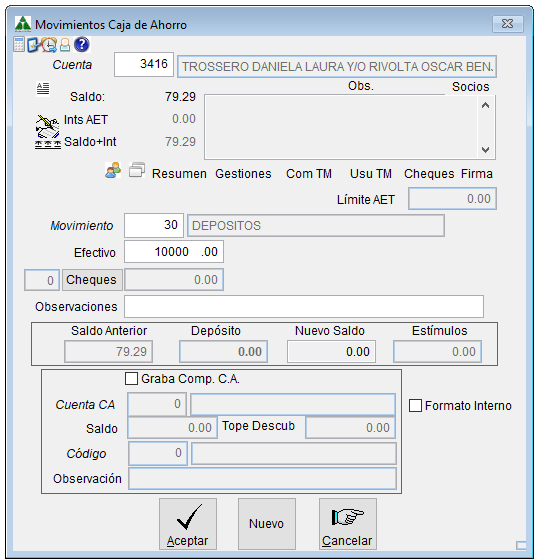 Movimientos Caja de Ahorro
Cuenta 3416 TROSSERO DANIELA LAURA Y/O RIVOLTA OSCAR BEN.
Obs. Socios
Saldo: 79.29
Ints AET 0.00
Saldo+Int 79.29
Resumen Gestiones Com TM Usu TM Cheques Firma
Límite AET 0.00
Movimiento 30 DEPOSITOS
Efectivo 10000 .00
0 Cheques 0.00
Observaciones
Saldo Anterior Depósito Nuevo Saldo Estímulos
79.29 0.00 0.00 0.00
Graba Comp. C.A.
Cuenta CA 0 Formato Interno
Saldo 0.00 Tope Descub 0.00
Código 0
Observación
Aceptar Nuevo Cancelar